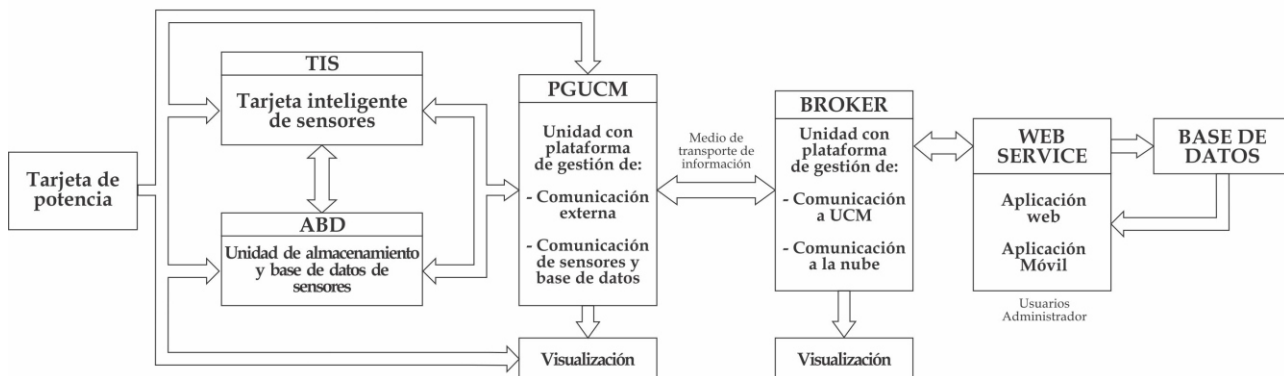 Tarjeta de
potencia
TIS
Tarjeta inteligente
de sensores
ABD
Unidad de almacenamiento
y base de datos de
sensores
PGUCM
Unidad con
plataforma
de gestión de:
- Comunicación
externa
- Comunicación
de sensores y
base de datos
Visualización
Medio de
transporte de
información
BROKER
Unidad con
plataforma
de gestión de:
- Comunicación
a UCM
- Comunicación
a la nube
Visualización
WEB
SERVICE
Aplicación
web
Aplicación
Móvil
Usuarios
Administrador
BASE DE
DATOS